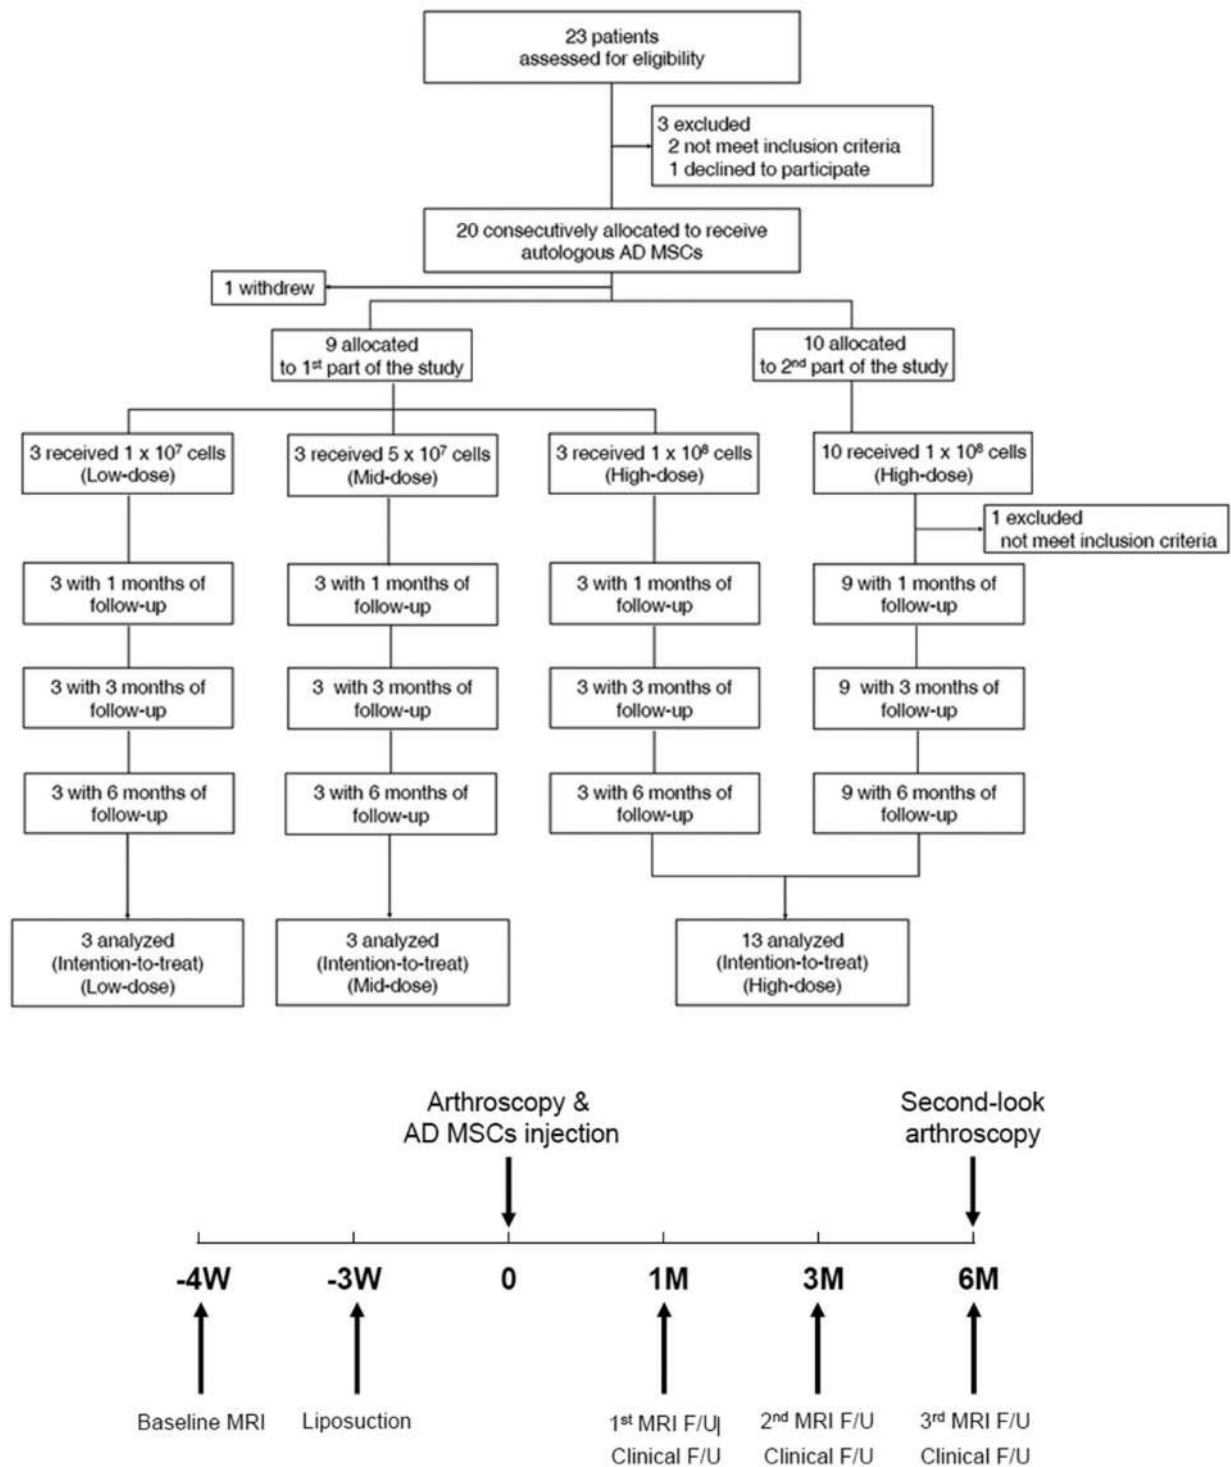 23 patients
assessed for eligibility
3 excluded
2 not meet inclusion criteria
1 declined to participate
20 consecutively allocated to receive
autologous AD MSCs
1 withdrew
9 allocated
to 1st part of the study
10 allocated
to 2nd part of the study
3 received 1 x 10⁷ cells
(Low-dose)
3 received 5 x 10⁷ cells
(Mid-dose)
3 received 1 x 10⁸ cells
(High-dose)
10 received 1 x 10⁸ cells
(High-dose)
1 excluded
not meet inclusion criteria
3 with 1 months of
follow-up
3 with 1 months of
follow-up
3 with 1 months of
follow-up
9 with 1 months of
follow-up
3 with 3 months of
follow-up
3 with 3 months of
follow-up
3 with 3 months of
follow-up
9 with 3 months of
follow-up
3 with 6 months of
follow-up
3 with 6 months of
follow-up
3 with 6 months of
follow-up
9 with 6 months of
follow-up
3 analyzed
(Intention-to-treat)
(Low-dose)
3 analyzed
(Intention-to-treat)
(Mid-dose)
13 analyzed
(Intention-to-treat)
(High-dose)
Arthroscopy &
AD MSCs injection
Second-look
arthroscopy
-4W -3W 0 1M 3M 6M
Baseline MRI
Liposuction
1st MRI F/U|
Clinical F/U
2nd MRI F/U
Clinical F/U
3rd MRI F/U
Clinical F/U